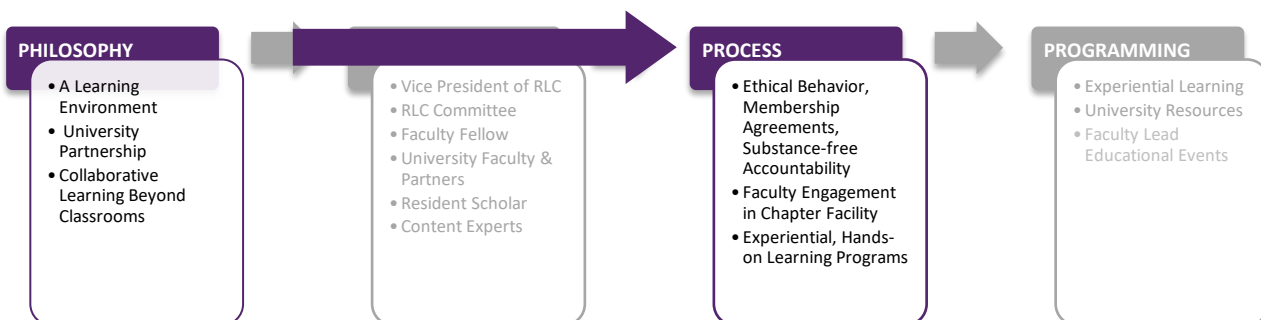 PHILOSOPHY
• A Learning
Environment
• University
Partnership
• Collaborative
Learning Beyond
Classrooms
• Vice President of RLC
• RLC Committee
• Faculty Fellow
• University Faculty &
Partners
• Resident Scholar
• Content Experts
PROCESS
• Ethical Behavior,
Membership
Agreements,
Substance-free
Accountability
• Faculty Engagement
in Chapter Facility
• Experiential, Hands-
on Learning Programs
PROGRAMMING
• Experiential Learning
• University Resources
• Faculty Lead
Educational Events